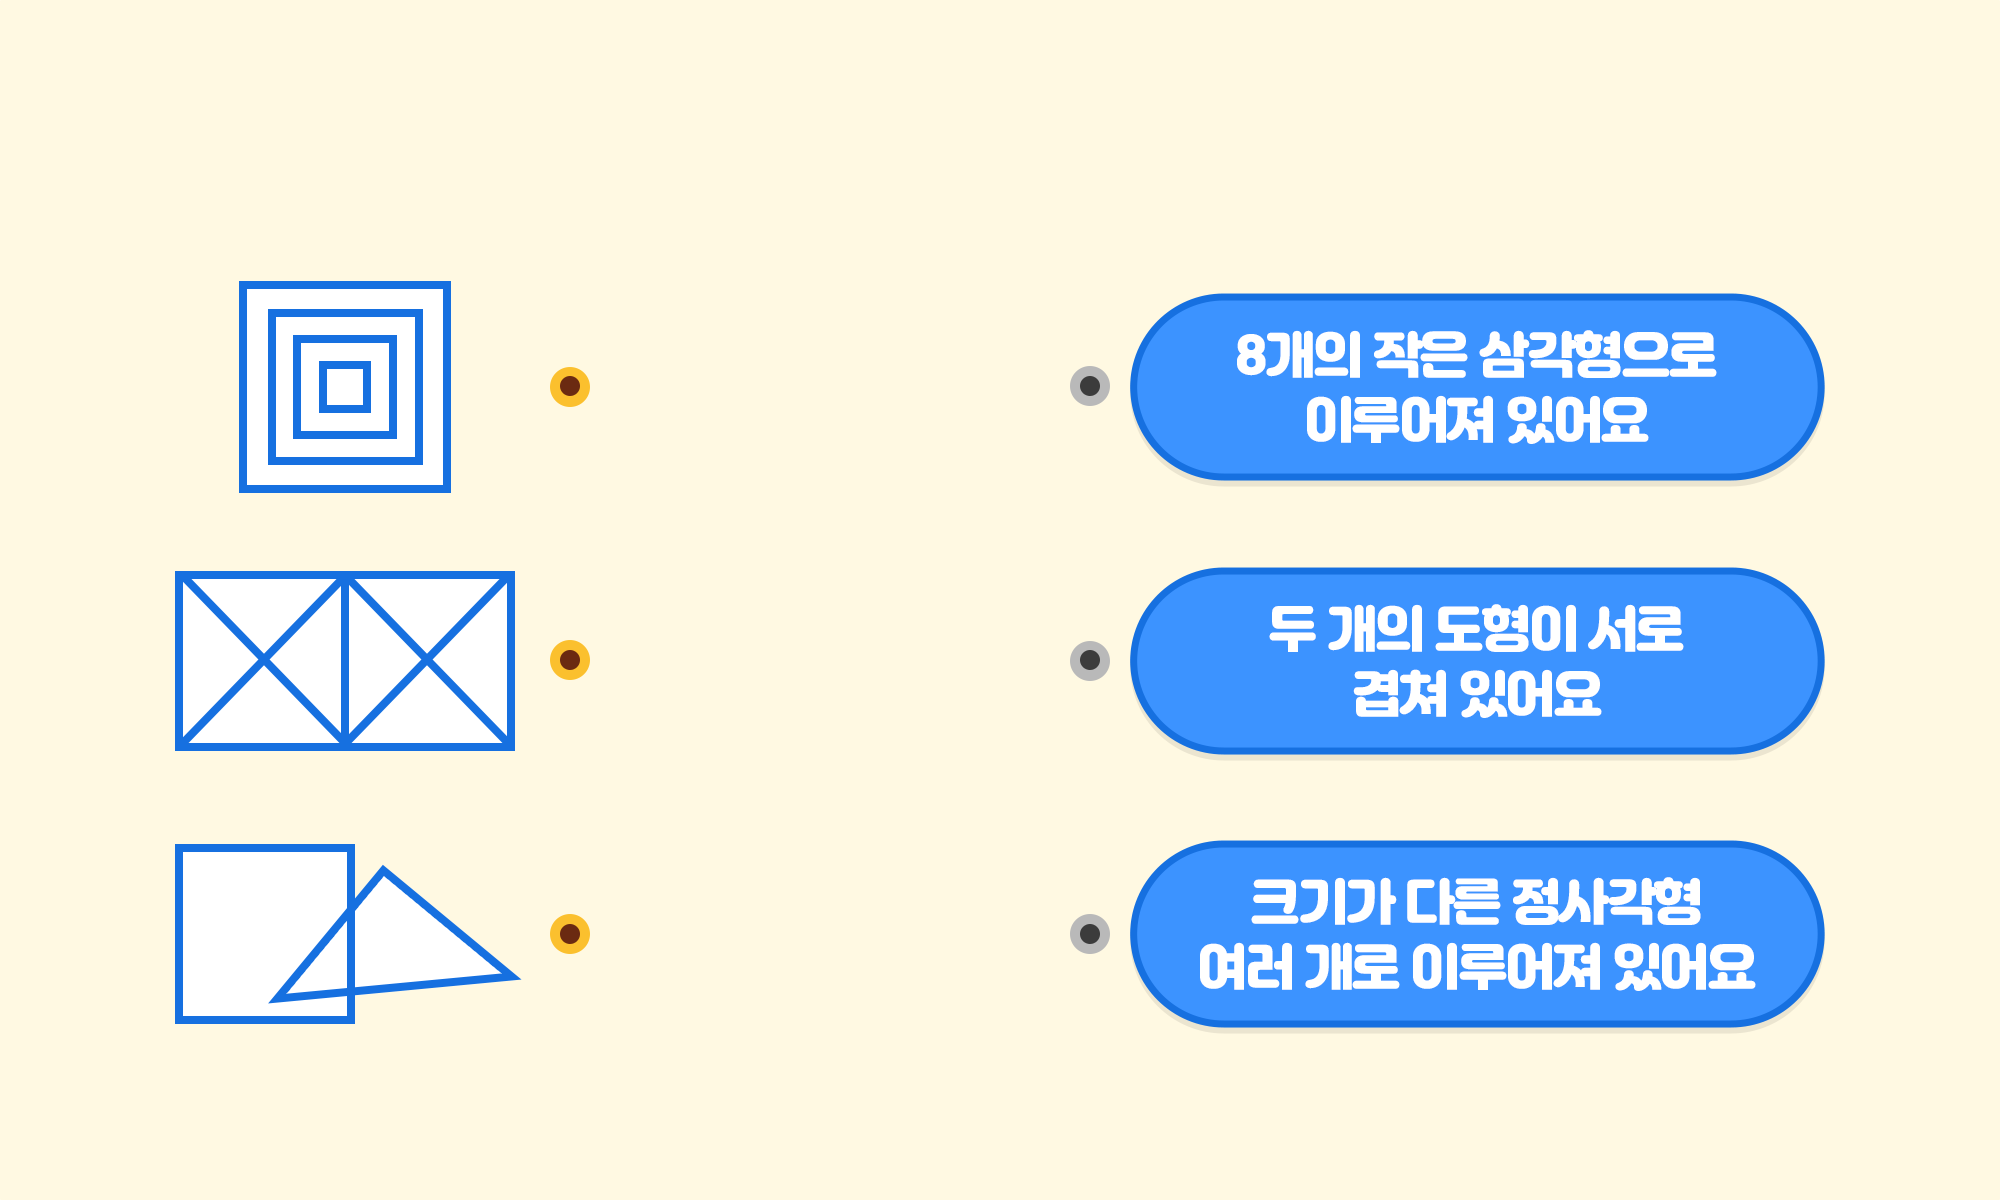 8개의 작은 삼각형으로
이루어져 있어요
두 개의 도형이 서로
겹쳐 있어요
크기가 다른 정사각형
여러 개로 이루어져 있어요